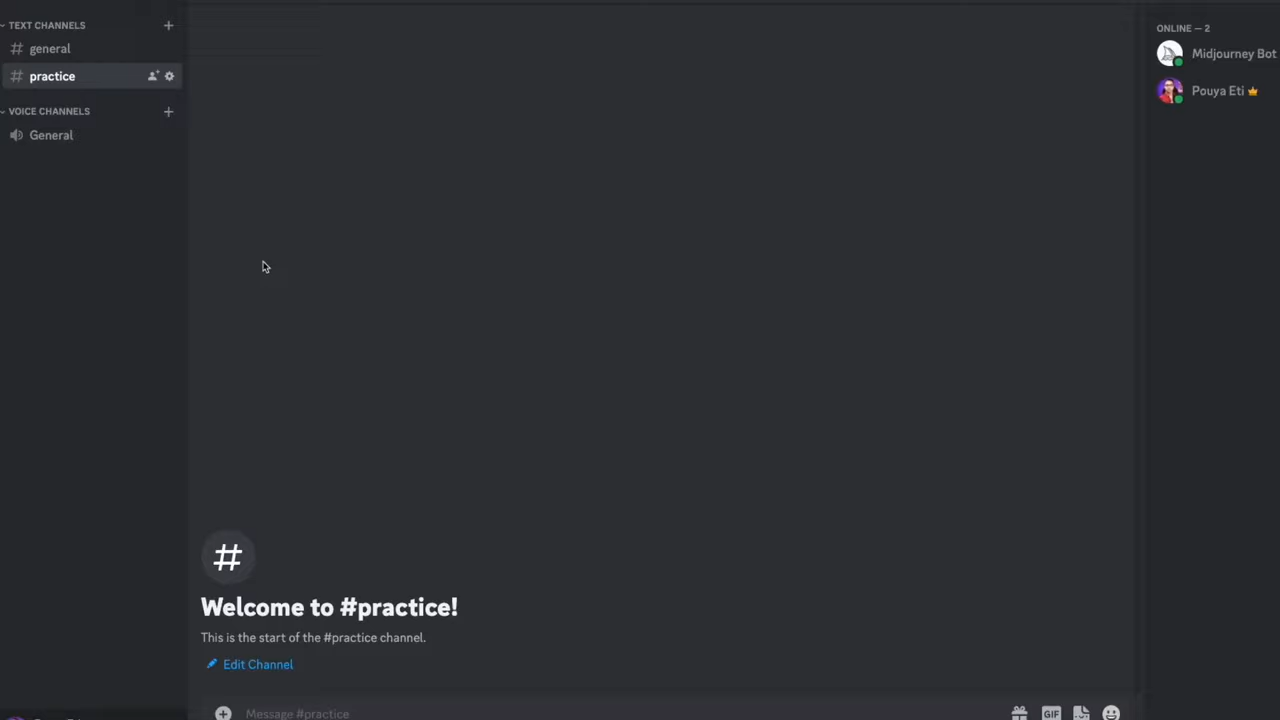 TEXT CHANNELS
general
practice
VOICE CHANNELS
General
Welcome to #practice!
This is the start of the #practice channel.
Edit Channel
Message #practice
GIF
ONLINE — 2
Midjourney Bot
Pouya Eti